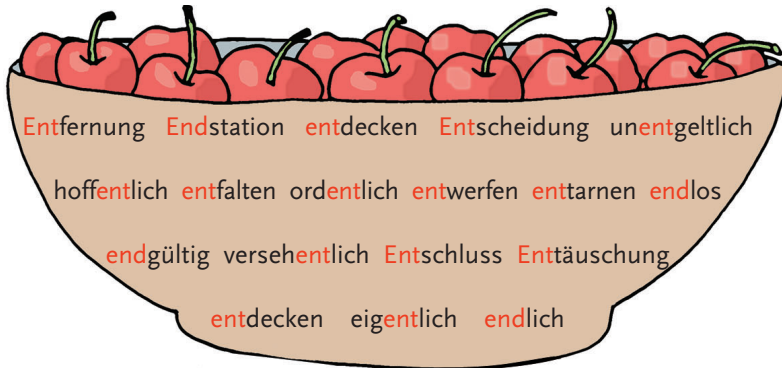 Entfernung Endstation entdecken Entscheidung unentgeltlich
hoffentlich entfalten ordentlich entwerfen enttarnen endlos
endgültig versehentlich Entschluss Enttäuschung
entdecken eigentlich endlich